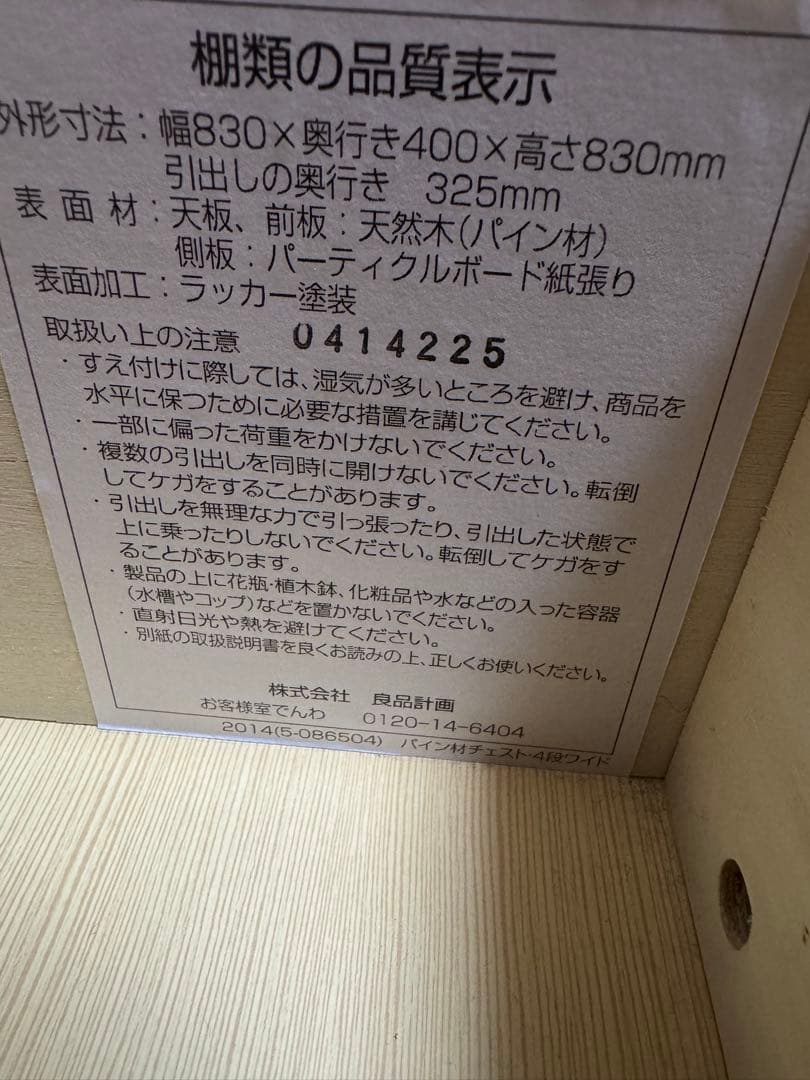 棚類の品質表示
外形寸法：幅830×奥行き400×高さ830mm
引出しの奥行き 325mm
表面材：天板、前板：天然木(パイン材)
側板：パーティクルボード紙張り
表面加工：ラッカー塗装
取扱い上の注意 0414225
・すえ付けに際しては、湿気が多いところを避け、商品を
水平に保つために必要な措置を講じてください。
・一部に偏った荷重をかけないでください。
・複数の引出しを同時に開けないでください。転倒
してケガをすることがあります。
・引出しを無理な力で引っ張ったり、引出した状態で
上に乗ったりしないでください。転倒してケガをす
ることがあります。
・製品の上に花瓶・植木鉢、化粧品や水などの入った容器
(水槽やコップ)などを置かないでください。
・直射日光や熱を避けてください。
・別紙の取扱説明書を良くお読みの上、正しくお使いください。
株式会社 良品計画
お客様室でんわ 0120-14-6404
2014(5-086504) パイン材チェスト・4段ワイド